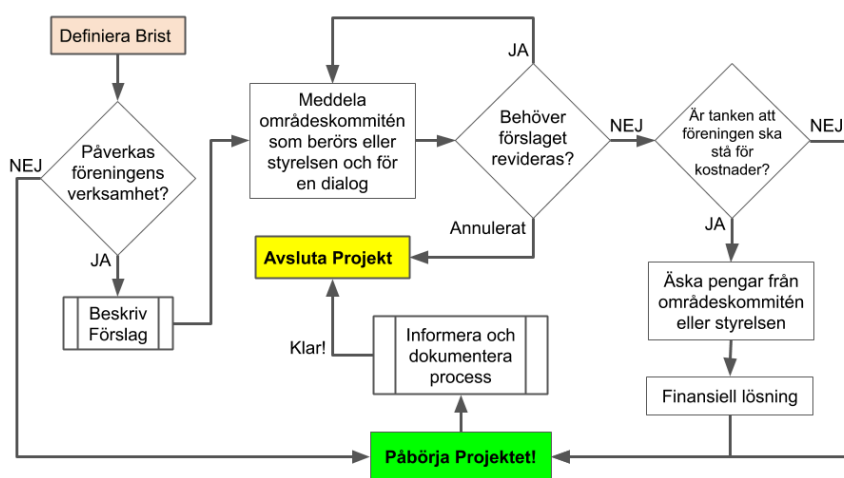 Definiera Brist
Påverkas
föreningens
verksamhet?
NEJ
JA
Beskriv
Förslag
Meddela
områdeskommitén
som berörs eller
styrelsen och för
en dialog
JA
Behöver
förslaget
revideras?
NEJ
Annulerat
Är tanken att
föreningen ska
stå för
kostnader?
NEJ
JA
Äska pengar från
områdeskommitén
eller styrelsen
Finansiell lösning
Avsluta Projekt
Klar!
Informera och
dokumentera
process
Påbörja Projektet!